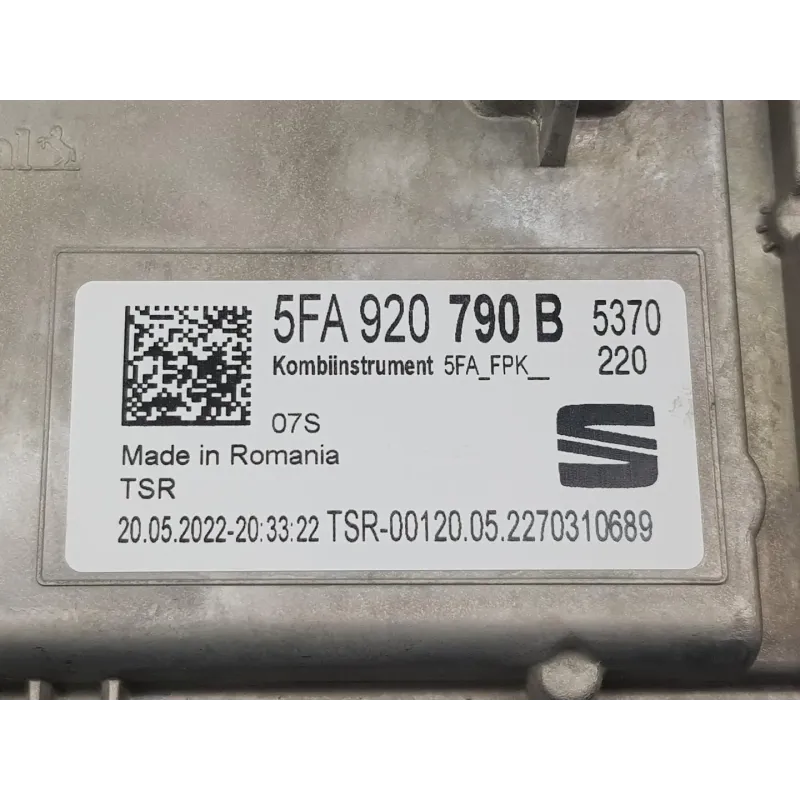 5FA 920 790 B 5370
Kombiinstrument 5FA_FPK__ 220
07S
Made in Romania
TSR
20.05.2022-20:33:22 TSR-00120.05.2270310689